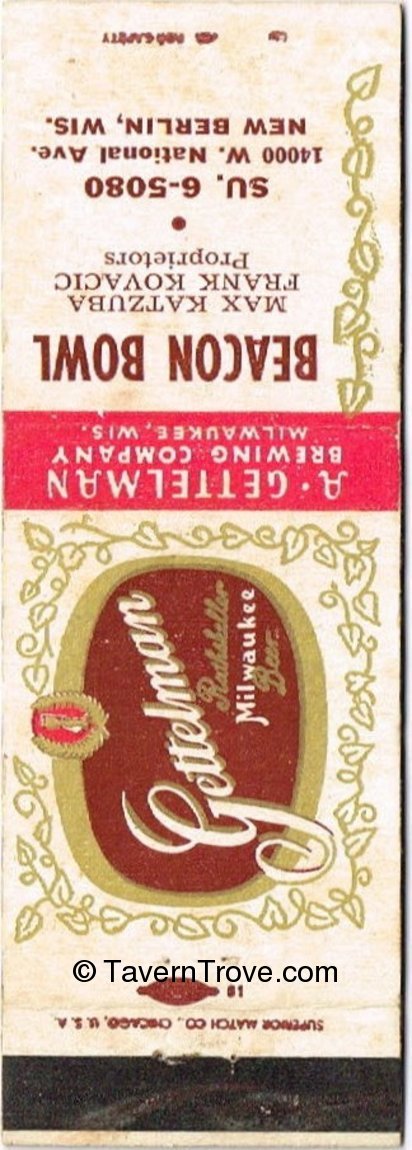 BEACON BOWL
MAX KATZUBA
FRANK KOVACIC
Proprietors
•
SU. 6-5080
14000 W. National Ave.
NEW BERLIN, WIS.
A•GETTELMAN
BREWING COMPANY
MILWAUKEE, WIS.
Gettelman
Rathskeller
Milwaukee
Beer
© TavernTrove.com
18
SUPERIOR MATCH CO., CHICAGO, U.S.A.